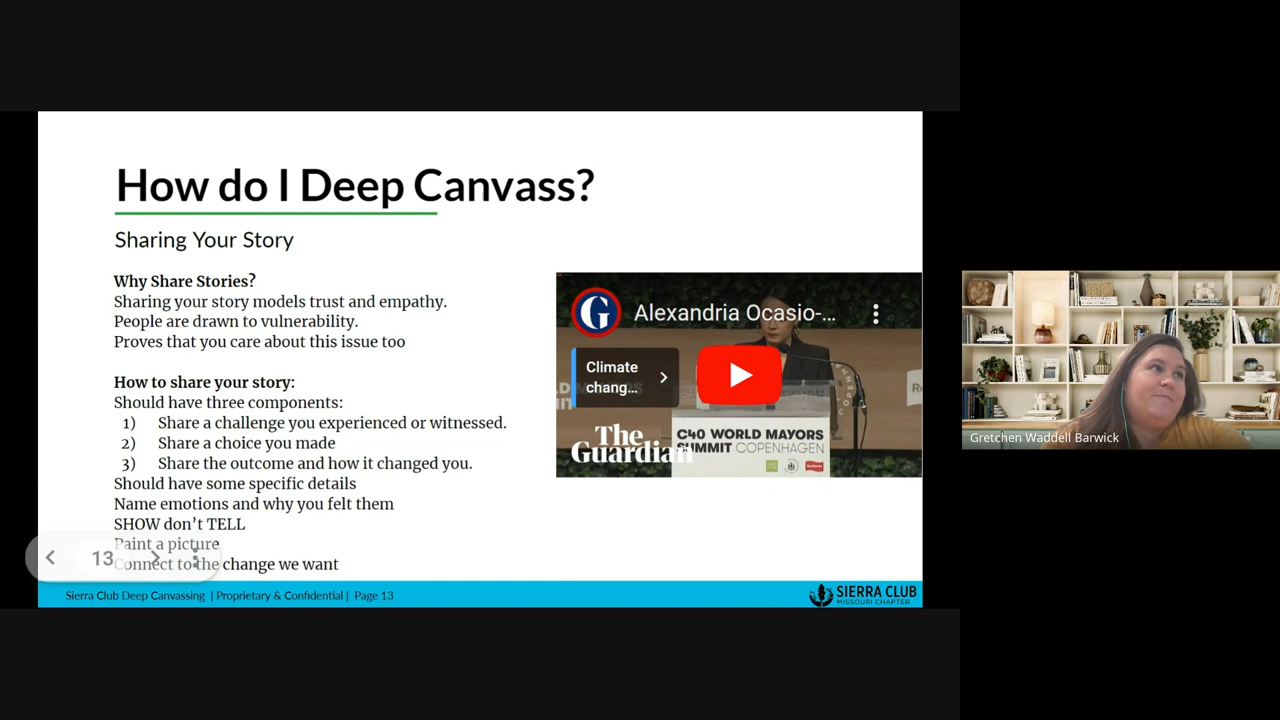 How do I Deep Canvass?
Sharing Your Story
Why Share Stories?
Sharing your story models trust and empathy.
People are drawn to vulnerability.
Proves that you care about this issue too
How to share your story:
Should have three components:
1) Share a challenge you experienced or witnessed.
2) Share a choice you made
3) Share the outcome and how it changed you.
Should have some specific details
Name emotions and why you felt them
SHOW don't TELL
Paint a picture
Connect to the change we want
13
G
Alexandria Ocasio-...
Climate
chang...
The
Guardian
C40 WORLD MAYORS
SUMMIT COPENHAGEN
Gretchen Waddell Barwick
Sierra Club Deep Canvassing | Proprietary & Confidential | Page 13
SIERRA CLUB
MISSOURI CHAPTER